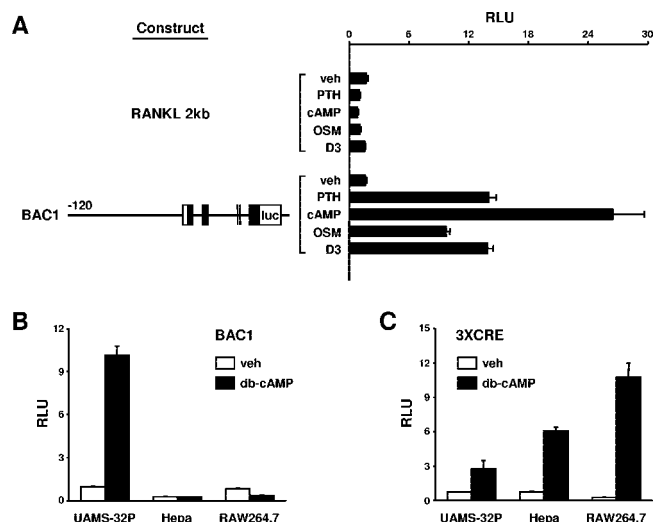 A
Construct
RLU
0 6 12 18 24 30
RANKL 2kb
veh
PTH
cAMP
OSM
D3
BAC1
-120
luc
veh
PTH
cAMP
OSM
D3
B
BAC1
veh
db-cAMP
RLU
12
9
6
3
0
UAMS-32P Hepa RAW264.7
C
3XCRE
veh
db-cAMP
RLU
15
12
9
6
3
0
UAMS-32P Hepa RAW264.7